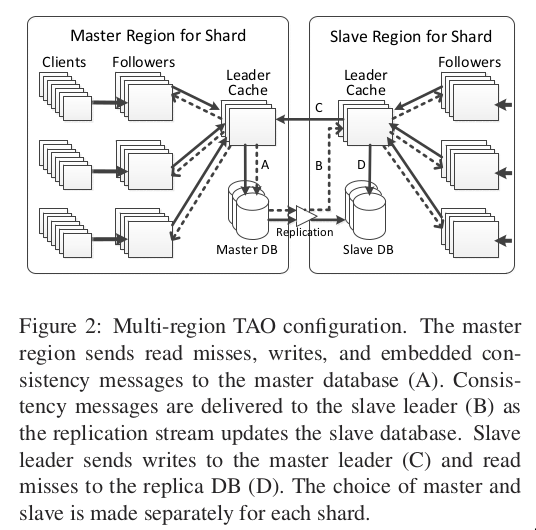 Master Region for Shard
Slave Region for Shard
Clients
Followers
Leader
Cache
Leader
Cache
Followers
C
A
B
D
Replication
Master DB
Slave DB
Figure 2: Multi-region TAO configuration. The master
region sends read misses, writes, and embedded con-
sistency messages to the master database (A). Consis-
tency messages are delivered to the slave leader (B) as
the replication stream updates the slave database. Slave
leader sends writes to the master leader (C) and read
misses to the replica DB (D). The choice of master and
slave is made separately for each shard.